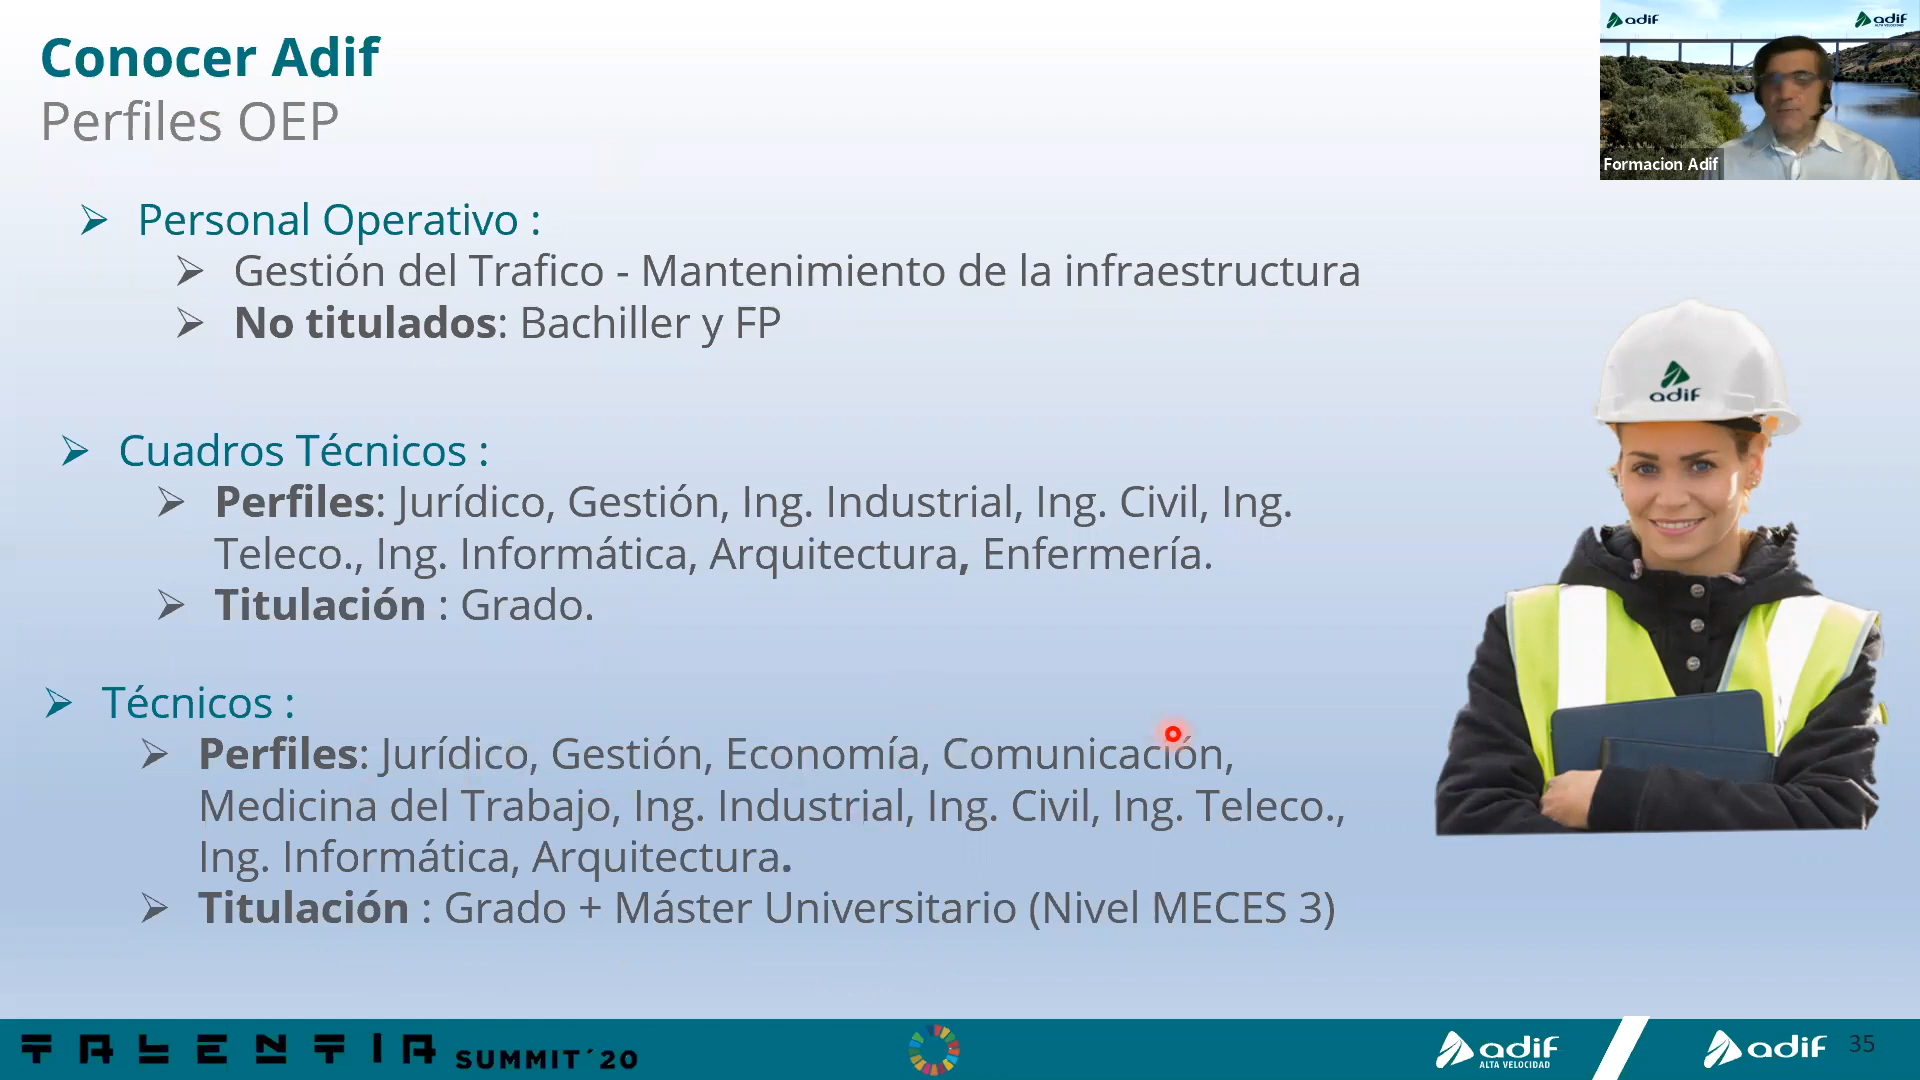 Conocer Adif
Perfiles OEP
adif
adif
ALTA VELOCIDAD
Formacion Adif
Personal Operativo :
Gestión del Trafico - Mantenimiento de la infraestructura
No titulados: Bachiller y FP
adif
Cuadros Técnicos :
Perfiles: Jurídico, Gestión, Ing. Industrial, Ing. Civil, Ing.
Teleco., Ing. Informática, Arquitectura, Enfermería.
Titulación : Grado.
Técnicos :
Perfiles: Jurídico, Gestión, Economía, Comunicación,
Medicina del Trabajo, Ing. Industrial, Ing. Civil, Ing. Teleco.,
Ing. Informática, Arquitectura.
Titulación : Grado + Máster Universitario (Nivel MECES 3)
TALENTIA SUMMIT´20
adif
ALTA VELOCIDAD
adif
35